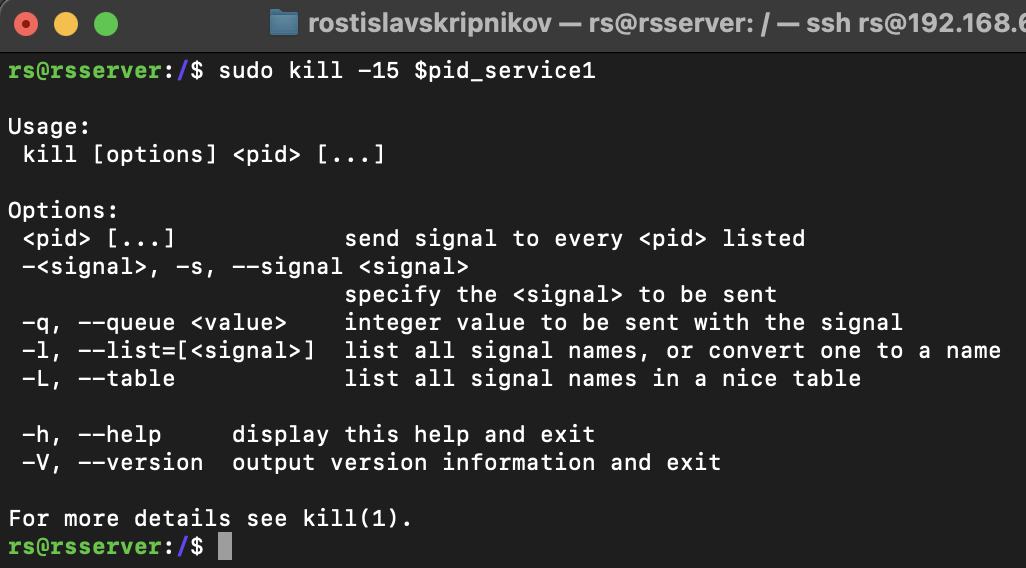 rostislavskripnikov — rs@rsserver: / — ssh rs@192.168.6
rs@rsserver:/$ sudo kill -15 $pid_service1
Usage:
 kill [options] <pid> [...]
Options:
 <pid> [...]            send signal to every <pid> listed
 -<signal>, -s, --signal <signal>
                        specify the <signal> to be sent
 -q, --queue <value>    integer value to be sent with the signal
 -l, --list=[<signal>]  list all signal names, or convert one to a name
 -L, --table            list all signal names in a nice table
 -h, --help     display this help and exit
 -V, --version  output version information and exit
For more details see kill(1).
rs@rsserver:/$